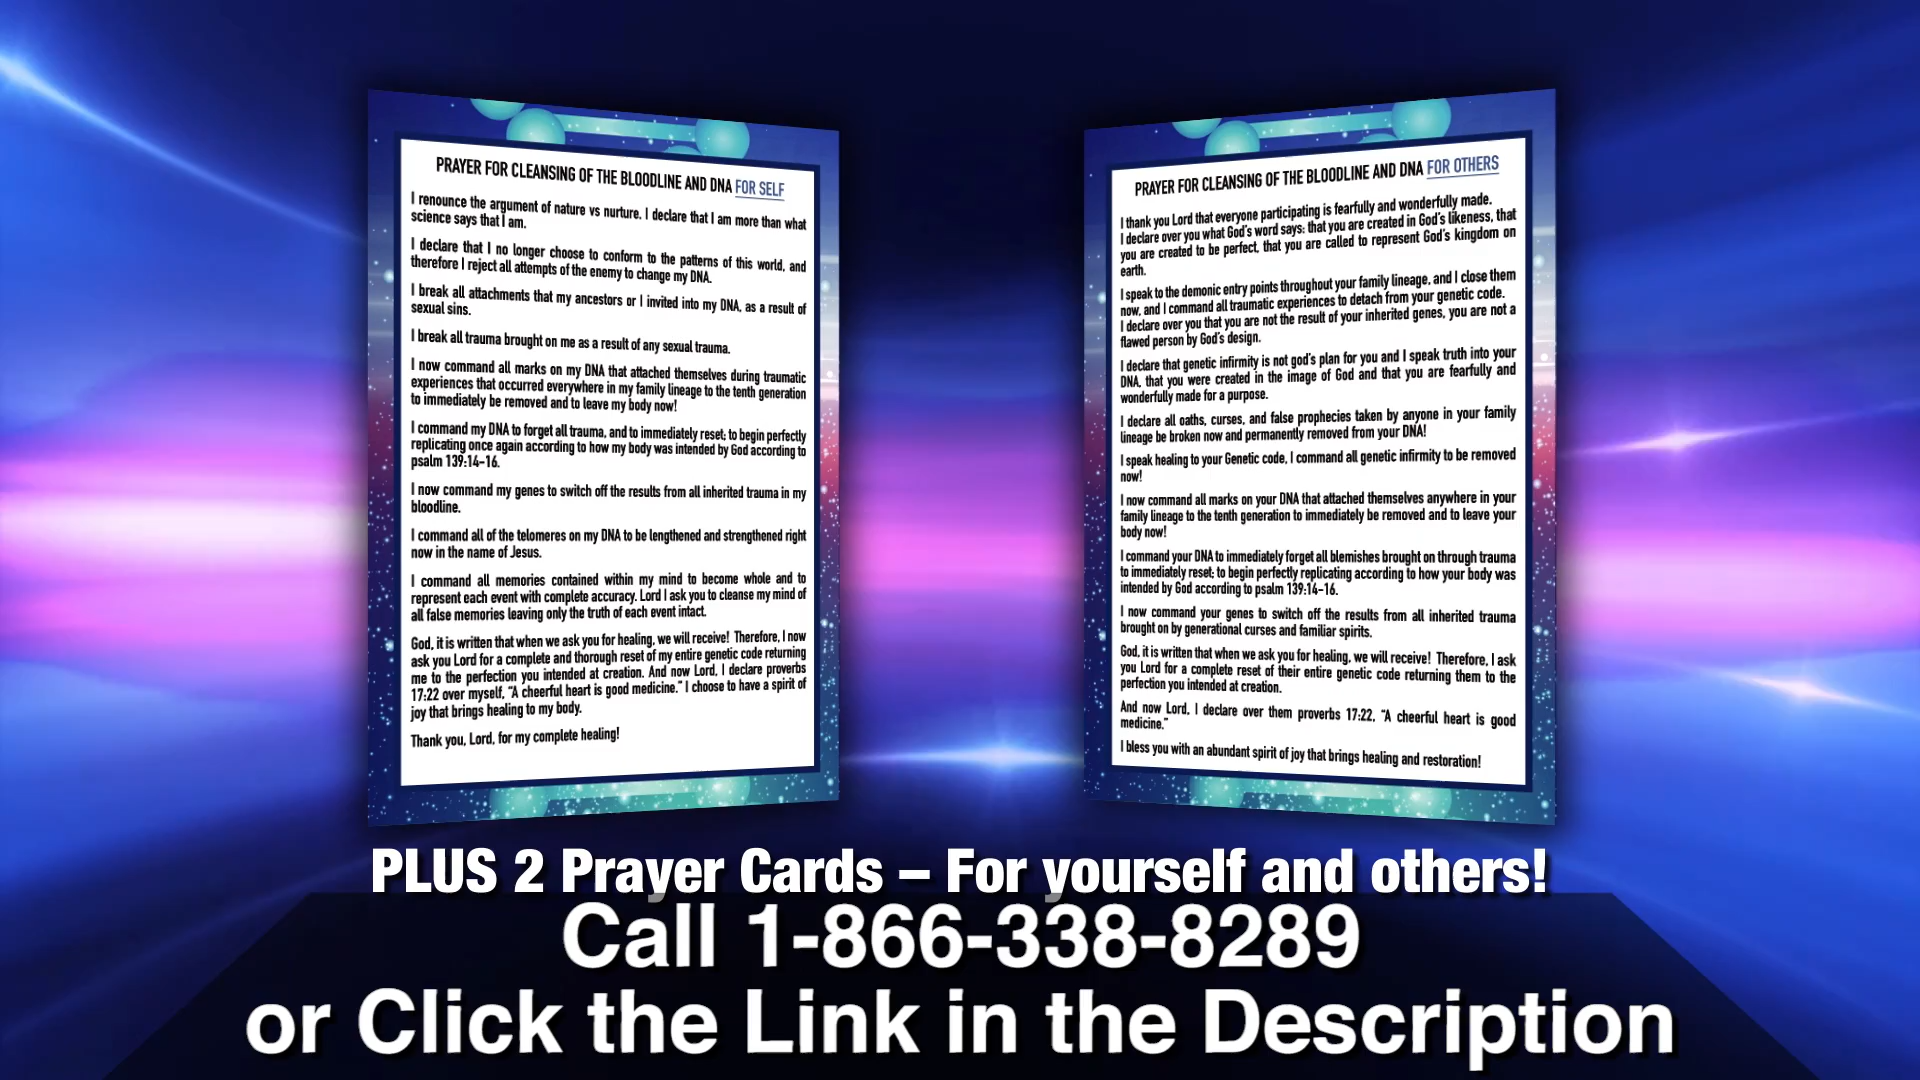 PRAYER FOR CLEANSING OF THE BLOODLINE AND DNA FOR SELF
I renounce the argument of nature vs nurture. I declare that I am more than what
science says that I am.
I declare that I no longer choose to conform to the patterns of this world, and
therefore I reject all attempts of the enemy to change my DNA.
I break all attachments that my ancestors or I invited into my DNA, as a result of
sexual sins.
I break all trauma brought on me as a result of any sexual trauma.
I now command all marks on my DNA that attached themselves during traumatic
experiences that occurred everywhere in my family lineage to the tenth generation
to immediately be removed and to leave my body now!
I command my DNA to forget all trauma, and to immediately reset; to begin perfectly
replicating once again according to how my body was intended by God according to
psalm 139:14-16.
I now command my genes to switch off the results from all inherited trauma in my
bloodline.
I command all of the telomeres on my DNA to be lengthened and strengthened right
now in the name of Jesus.
I command all memories contained within my mind to become whole and to
represent each event with complete accuracy. Lord I ask you to cleanse my mind of
all false memories leaving only the truth of each event intact.
God, it is written that when we ask you for healing, we will receive! Therefore, I now
ask you Lord for a complete and thorough reset of my entire genetic code returning
me to the perfection you intended at creation. And now Lord, I declare proverbs
17:22 over myself, "A cheerful heart is good medicine." I choose to have a spirit of
joy that brings healing to my body.
Thank you, Lord, for my complete healing!
PRAYER FOR CLEANSING OF THE BLOODLINE AND DNA FOR OTHERS
I thank you Lord that everyone participating is fearfully and wonderfully made.
I declare over you what God's word says: that you are created in God's likeness, that
you are created to be perfect, that you are called to represent God's kingdom on
earth.
I speak to the demonic entry points throughout your family lineage, and I close them
now, and I command all traumatic experiences to detach from your genetic code.
I declare over you that you are not the result of your inherited genes, you are not a
flawed person by God's design.
I declare that genetic infirmity is not god's plan for you and I speak truth into your
DNA, that you were created in the image of God and that you are fearfully and
wonderfully made for a purpose.
I declare all oaths, curses, and false prophecies taken by anyone in your family
lineage be broken now and permanently removed from your DNA!
I speak healing to your Genetic code, I command all genetic infirmity to be removed
now!
I now command all marks on your DNA that attached themselves anywhere in your
family lineage to the tenth generation to immediately be removed and to leave your
body now!
I command your DNA to immediately forget all blemishes brought on through trauma
to immediately reset; to begin perfectly replicating according to how your body was
intended by God according to psalm 139:14-16.
I now command your genes to switch off the results from all inherited trauma
brought on by generational curses and familiar spirits.
God, it is written that when we ask you for healing, we will receive! Therefore, I ask
you Lord for a complete reset of their entire genetic code returning them to the
perfection you intended at creation.
And now Lord, I declare over them proverbs 17:22, "A cheerful heart is good
medicine."
I bless you with an abundant spirit of joy that brings healing and restoration!
PLUS 2 Prayer Cards – For yourself and others!
Call 1-866-338-8289
or Click the Link in the Description